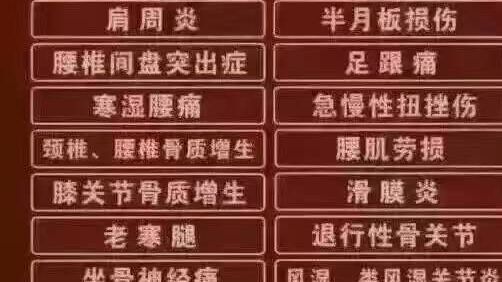 肩周炎
半月板损伤
腰椎间盘突出症
足跟痛
寒湿腰痛
急慢性扭挫伤
颈椎、腰椎骨质增生
腰肌劳损
膝关节骨质增生
滑膜炎
老寒腿
退行性骨关节
坐骨神经痛
风湿、类风湿关节炎